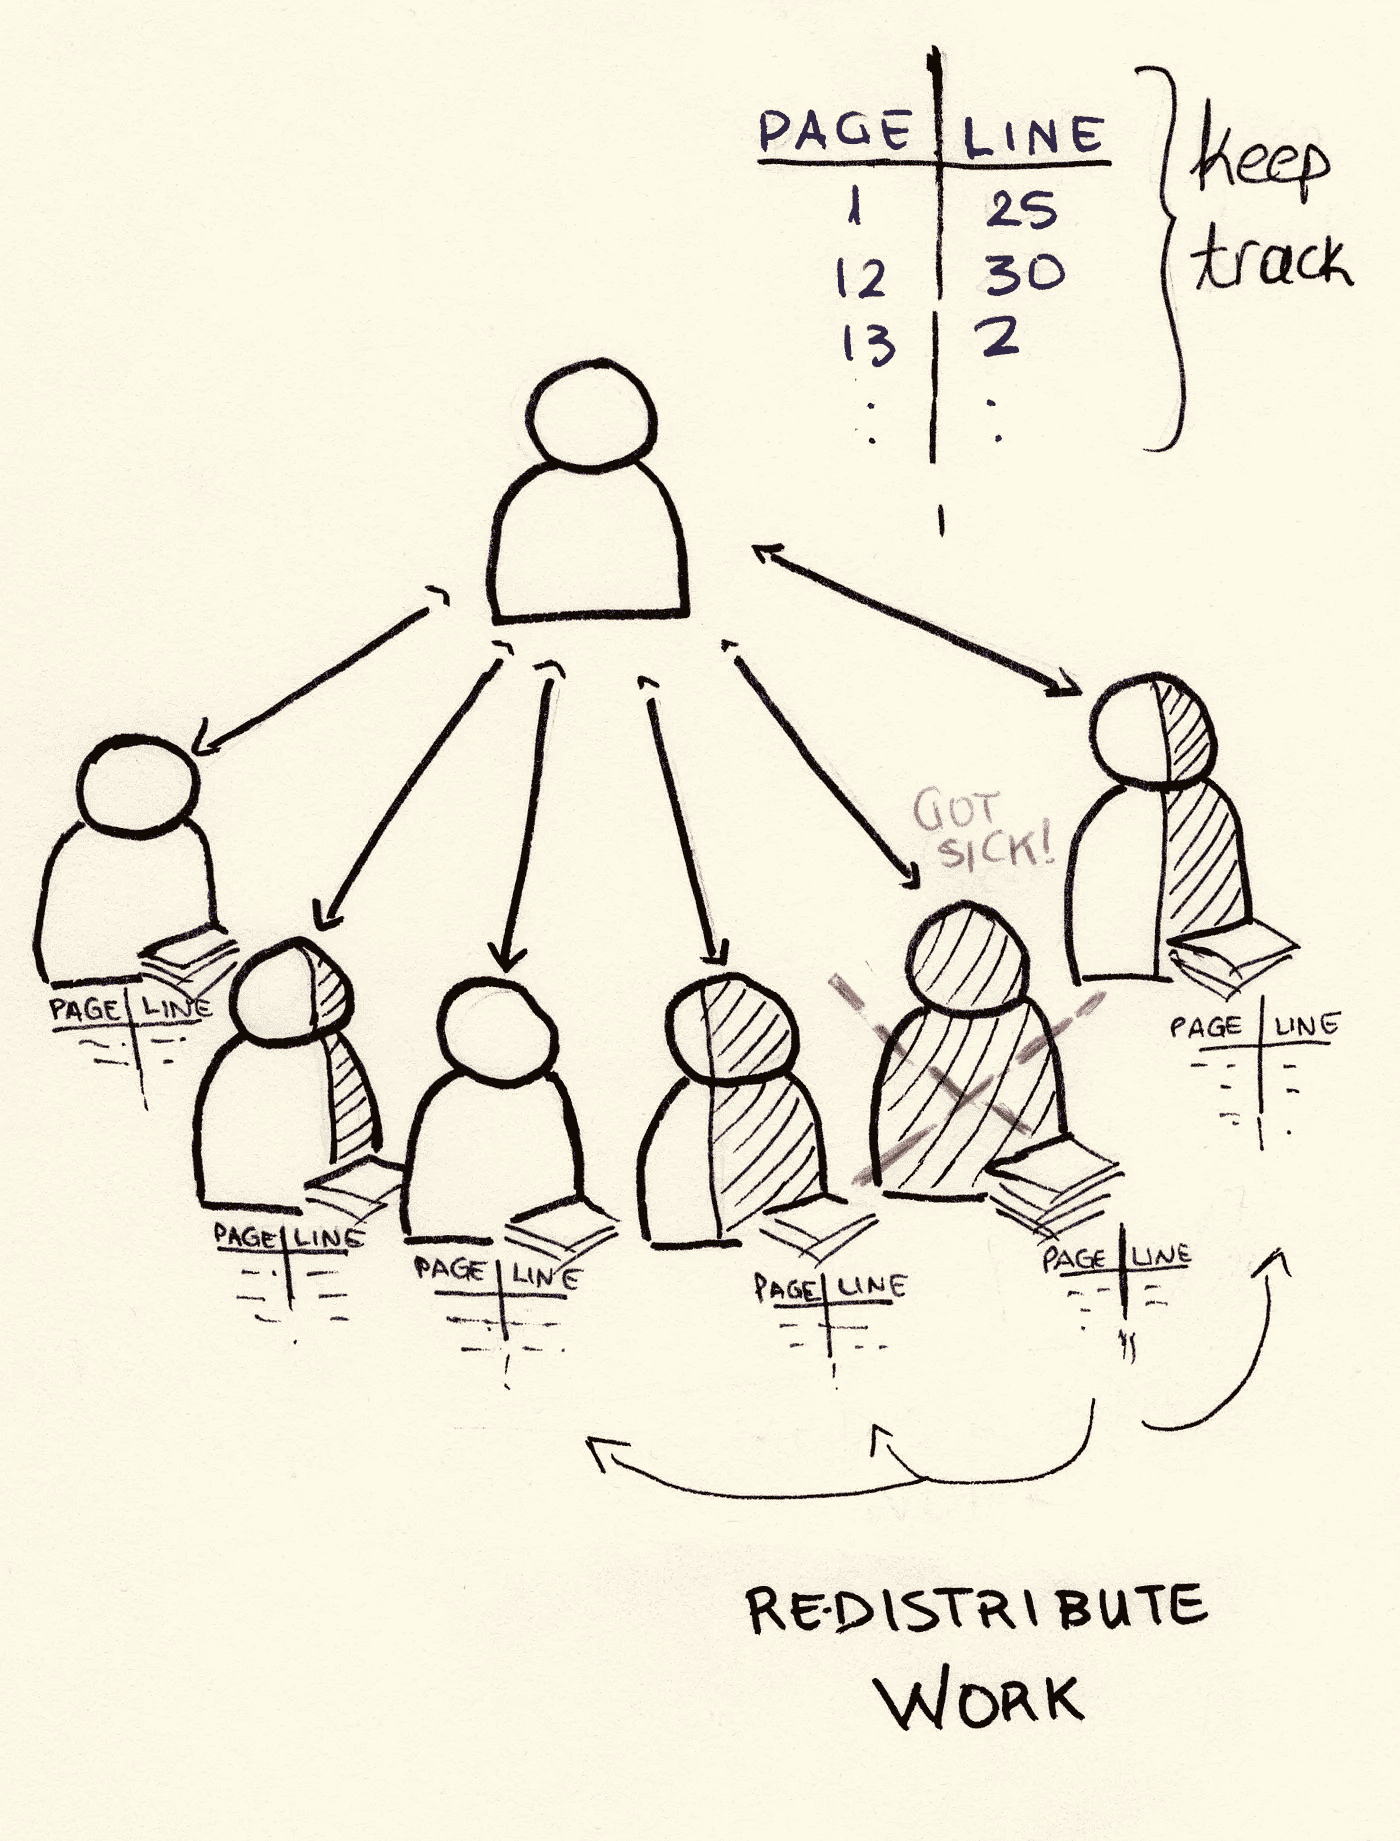 PAGE LINE
1 25
12 30
13 2
: :
keep
track
GOT
SICK!
PAGE LINE
PAGE LINE
PAGE LINE
PAGE LINE
PAGE LINE
PAGE LINE
RE-DISTRIBUTE
WORK